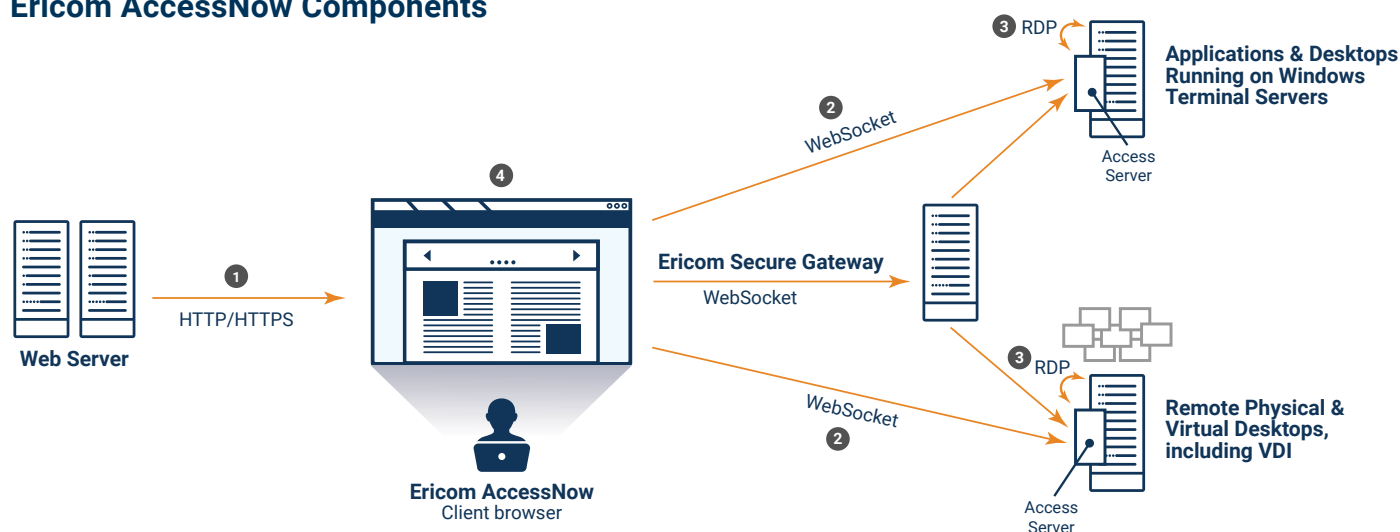 Ericom AccessNow Components
3 RDP
Applications & Desktops
Running on Windows
Terminal Servers
2
WebSocket
Access
Server
4
1
HTTP/HTTPS
Web Server
Ericom Secure Gateway
WebSocket
3
RDP
WebSocket
2
Remote Physical &
Virtual Desktops,
including VDI
Ericom AccessNow
Client browser
Access
Server